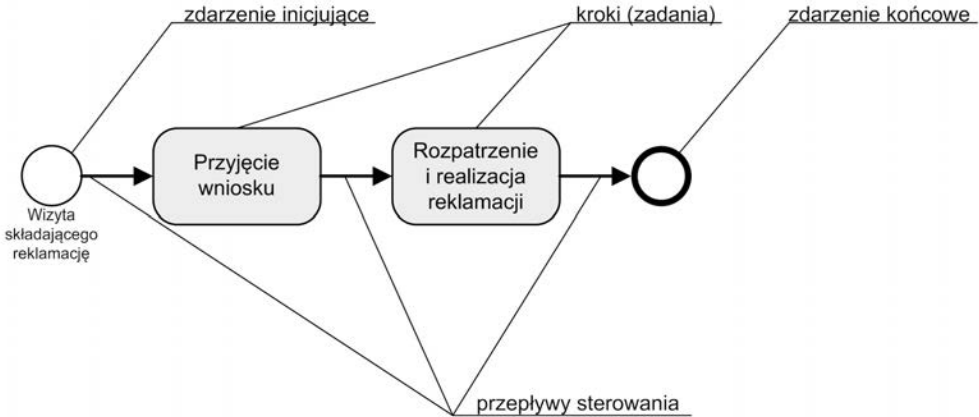 zdarzenie inicjujące
kroki (zadania)
zdarzenie końcowe
Przyjęcie
wniosku
Rozpatrzenie
i realizacja
reklamacji
Wizyta
składającego
reklamację
przepływy sterowania